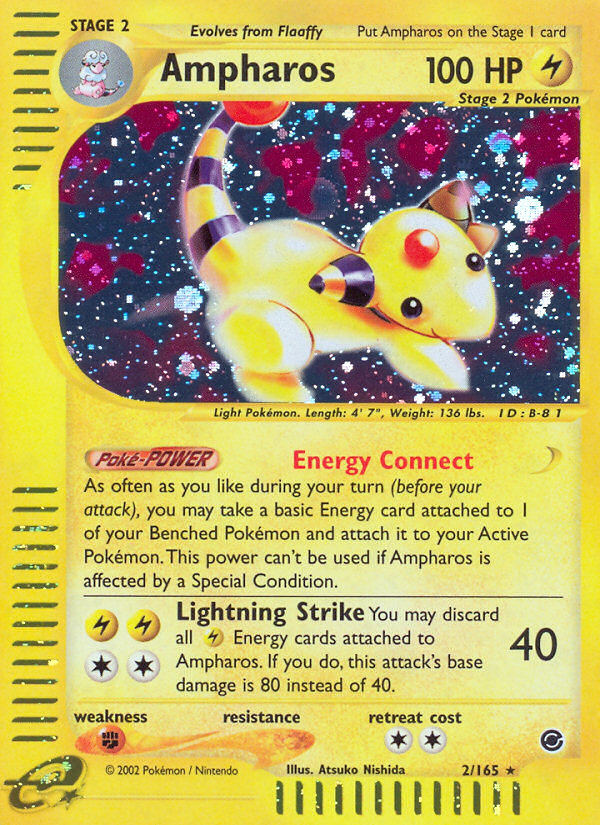 STAGE 2
Evolves from Flaaffy
Put Ampharos on the Stage 1 card
Ampharos
100 HP
Stage 2 Pokémon
Light Pokémon. Length: 4' 7", Weight: 136 lbs. ID : B-8 1
Poké-POWER
Energy Connect
As often as you like during your turn (before your
attack), you may take a basic Energy card attached to 1
of your Benched Pokémon and attach it to your Active
Pokémon. This power can't be used if Ampharos is
affected by a Special Condition.
Lightning Strike You may discard
all Energy cards attached to
Ampharos. If you do, this attack's base
damage is 80 instead of 40.
40
weakness
resistance
retreat cost
© 2002 Pokémon / Nintendo
Illus. Atsuko Nishida
2/165 ★